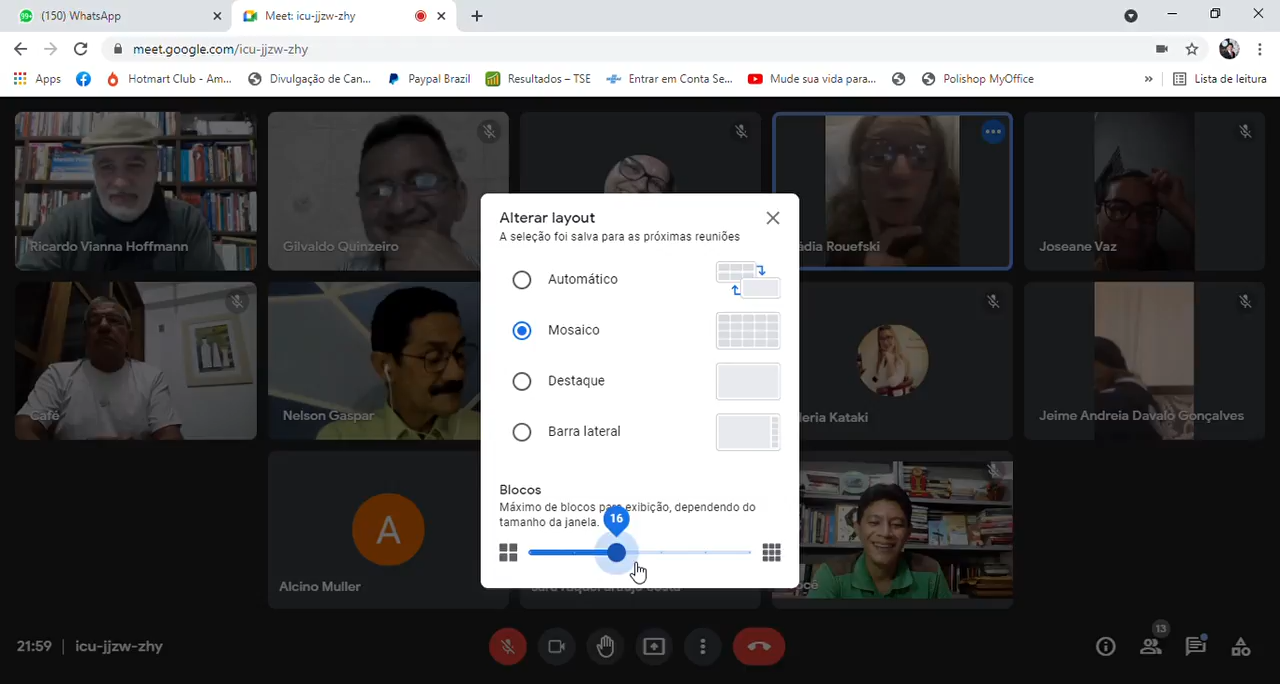 (150) WhatsApp
Meet: icu-jjzw-zhy
meet.google.com/icu-jjzw-zhy
Apps
Hotmart Club - Am...
Divulgação de Can...
Paypal Brazil
Resultados – TSE
Entrar em Conta Se...
Mude sua vida para...
Polishop MyOffice
»
Lista de leitura
Ricardo Vianna Hoffmann
Gilvaldo Quinzeiro
ádia Rouefski
Joseane Vaz
Café
Nelson Gaspar
leria Kataki
Jeime Andreia Davalo Gonçalves
A
Alcino Muller
Alterar layout
A seleção foi salva para as próximas reuniões
Automático
Mosaico
Destaque
Barra lateral
Blocos
Máximo de blocos para exibição, dependendo do
tamanho da janela.
16
21:59 | icu-jjzw-zhy
13